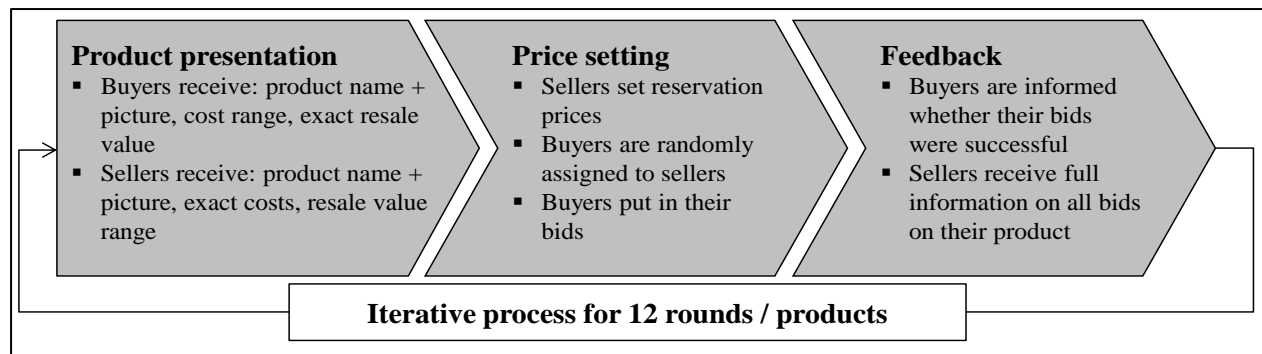 Product presentation
▪ Buyers receive: product name +
picture, cost range, exact resale
value
▪ Sellers receive: product name +
picture, exact costs, resale value
range
Price setting
▪ Sellers set reservation
prices
▪ Buyers are randomly
assigned to sellers
▪ Buyers put in their
bids
Feedback
▪ Buyers are informed
whether their bids
were successful
▪ Sellers receive full
information on all bids
on their product
Iterative process for 12 rounds / products